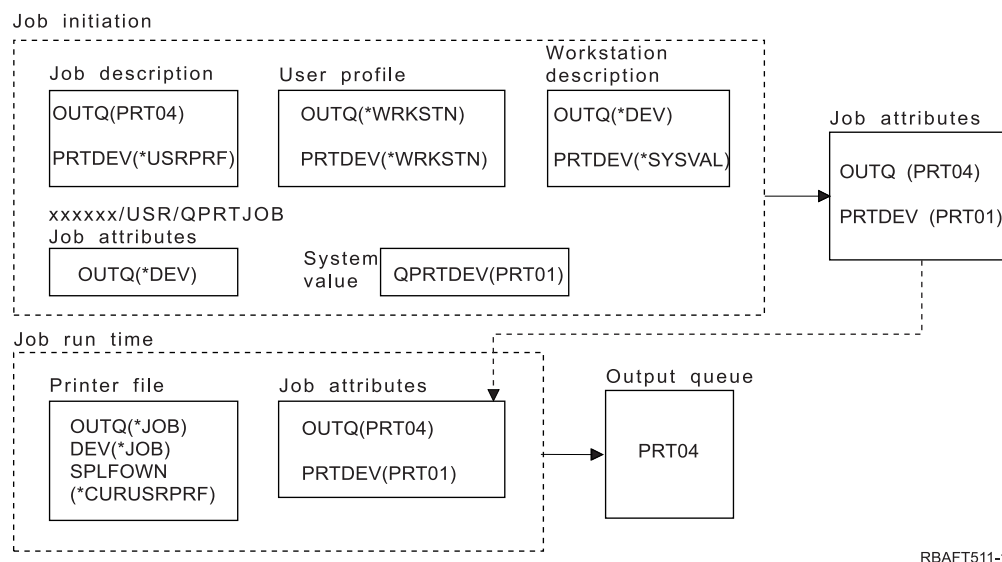 Job initiation
Job description
OUTQ(PRT04)
PRTDEV(*USRPRF)
User profile
OUTQ(*WRKSTN)
PRTDEV(*WRKSTN)
Workstation
description
OUTQ(*DEV)
PRTDEV(*SYSVAL)
Job attributes
OUTQ (PRT04)
PRTDEV (PRT01)
xxxxxx/USR/QPRTJOB
Job attributes
OUTQ(*DEV)
System
value
QPRTDEV(PRT01)
Job run time
Printer file
OUTQ(*JOB)
DEV(*JOB)
SPLFOWN
(*CURUSRPRF)
Job attributes
OUTQ(PRT04)
PRTDEV(PRT01)
Output queue
PRT04